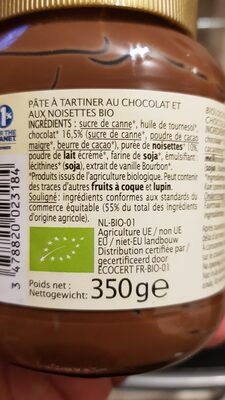 PÂTE À TARTINER AU CHOCOLAT ET
AUX NOISETTES BIO
INGRÉDIENTS : sucre de canne*, huile de tournesol*,
chocolat* 16,5% (sucre de canne*, poudre de cacao
maigre*, beurre de cacao*), purée de noisettes* 10%,
poudre de lait écrémé*, farine de soja*, émulsifiant :
lécithines* (soja), extrait de vanille Bourbon*.
*Produits issus de l'agriculture biologique. Peut contenir
des traces d'autres fruits à coque et lupin.
Souligné : ingrédients conformes aux standards du
commerce équitable (55% du total des ingrédients
d'origine agricole).
NL-BIO-01
Agriculture UE / non UE
EU / niet-EU landbouw
Distribution certifiée par /
gecertificeerd door
ECOCERT FR-BIO-01
Poids net :
Nettogewicht: 350g e
3 478820 023184
1%
PLANET